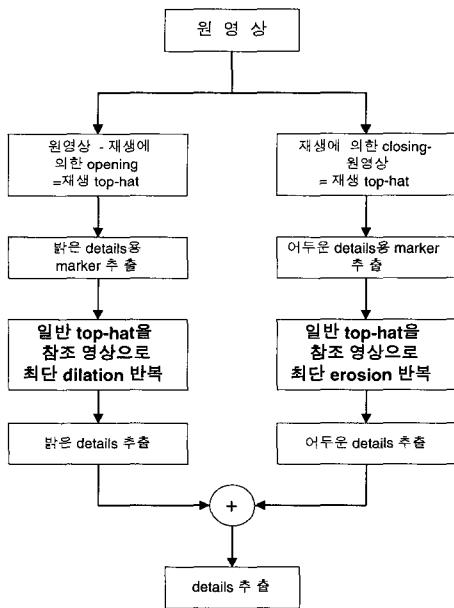 원 영 상
원영상 - 재생에
의한 opening
=재생 top-hat
밝은 details용
marker 추 출
일반 top-hat을
참조 영상으로
최단 dilation 반복
밝은 details 추출
재생에 의한 closing-
원영상
= 재생 top-hat
어두운 details용 marker
추 출
일반 top-hat을
참조 영상으로
최단 erosion 반복
어두운 details 추출
+
details 추 출